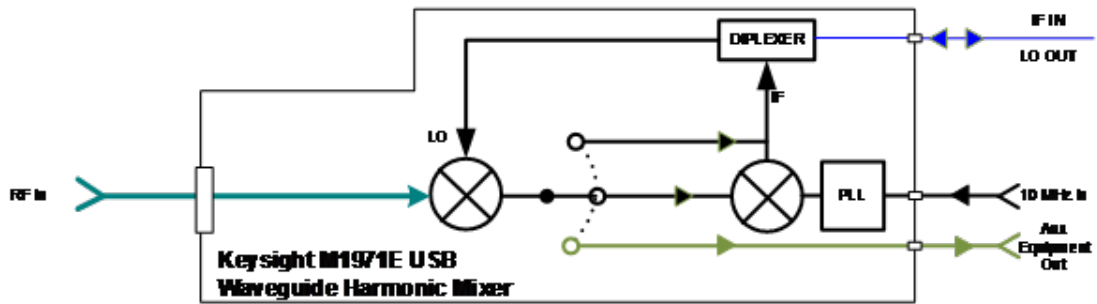 IF IN
DIPLEXER
LO OUT
IF
LO
RF In
PLL
10 MHz In
Aux
Equipment
Out
Keysight M1971E USB
Waveguide Harmonic Mixer